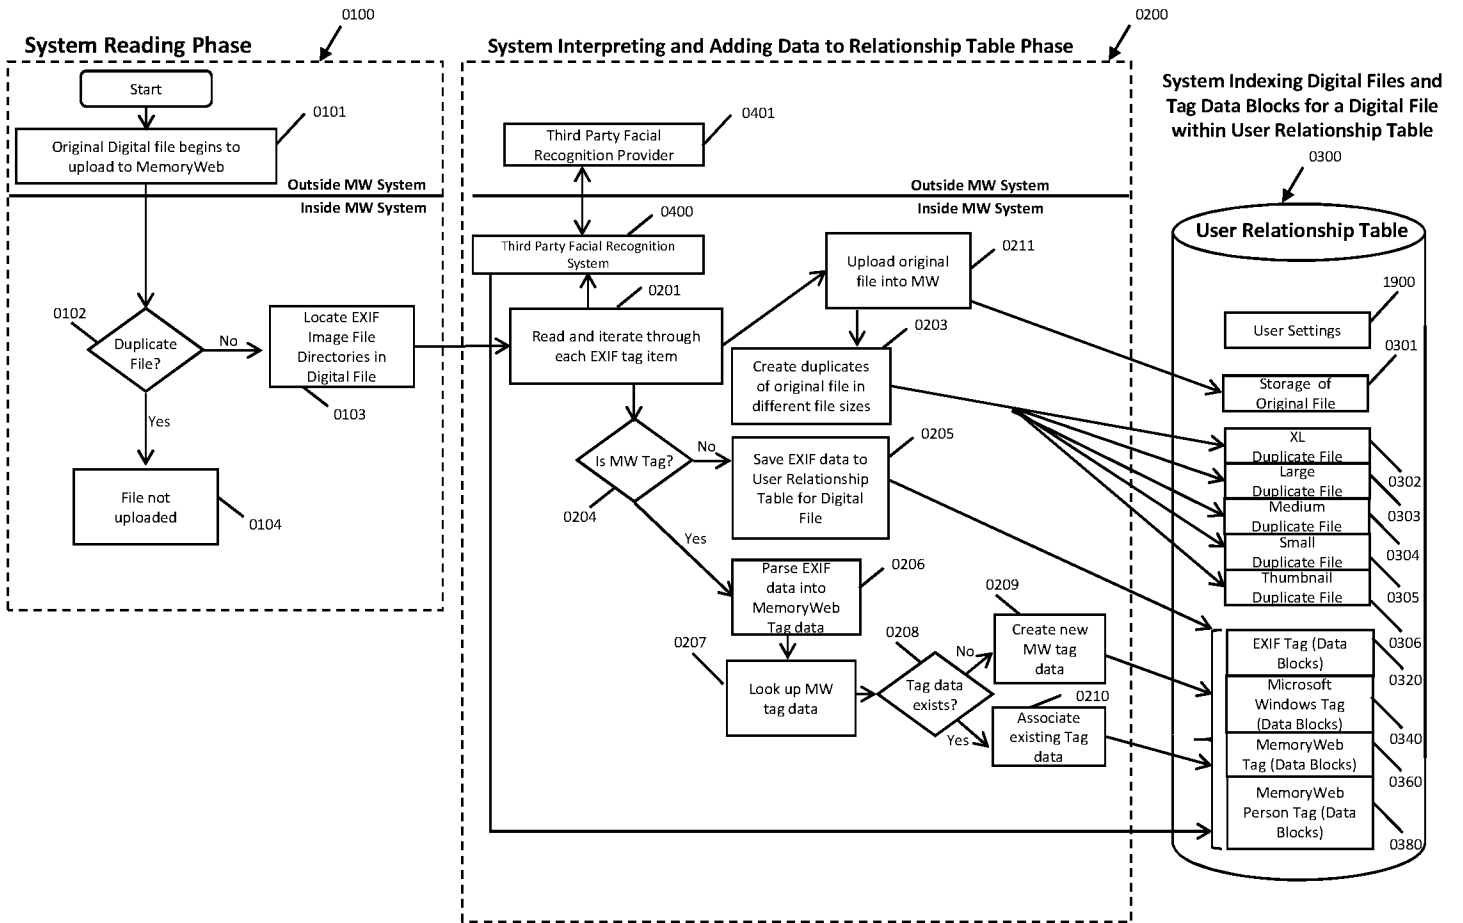 0100
System Reading Phase
Start
0101
Original Digital file begins to
upload to MemoryWeb
Outside MW System
Inside MW System
0102
Duplicate
File?
No
Yes
Locate EXIF
Image File
Directories in
Digital File
0103
File not
uploaded
0104
0200
System Interpreting and Adding Data to Relationship Table Phase
0401
Third Party Facial
Recognition Provider
Outside MW System
Inside MW System
0400
Third Party Facial Recognition
System
0201
Read and iterate through
each EXIF tag item
0211
Upload original
file into MW
0203
Create duplicates
of original file in
different file sizes
Is MW Tag?
0204
No
Yes
0205
Save EXIF data to
User Relationship
Table for Digital
File
0206
Parse EXIF
data into
MemoryWeb
Tag data
0207
Look up MW
tag data
0208
Tag data
exists?
No
Yes
0209
Create new
MW tag
data
0210
Associate
existing Tag
data
System Indexing Digital Files and
Tag Data Blocks for a Digital File
within User Relationship Table
0300
User Relationship Table
1900
User Settings
0301
Storage of
Original File
XL
Duplicate File
0302
Large
Duplicate File
0303
Medium
Duplicate File
0304
Small
Duplicate File
0305
Thumbnail
Duplicate File
0306
EXIF Tag (Data
Blocks)
0320
Microsoft
Windows Tag
(Data Blocks)
0340
MemoryWeb
Tag (Data Blocks)
0360
MemoryWeb
Person Tag (Data
Blocks)
0380